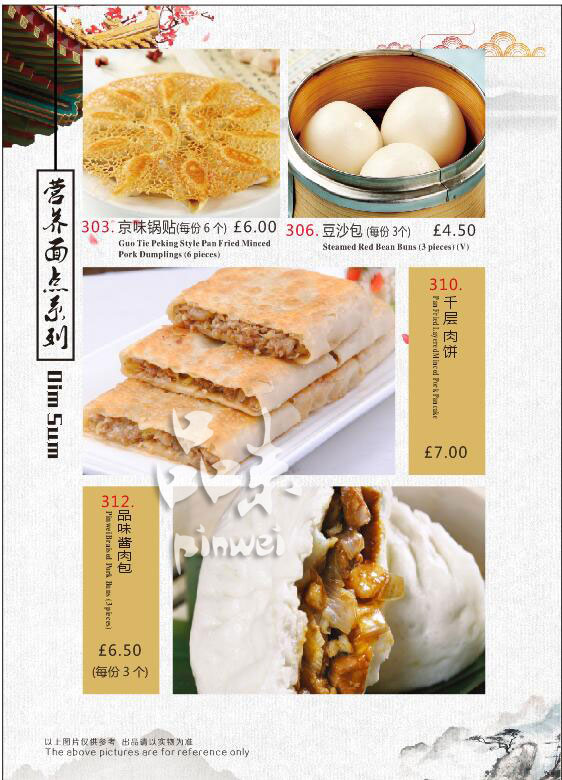 营养面点系列
Dim Sum
303. 京味锅贴(每份 6 个) £6.00
Guo Tie Peking Style Pan Fried Minced
Pork Dumplings (6 pieces)
306. 豆沙包 (每份 3个) £4.50
Steamed Red Bean Buns (3 pieces) (V)
310.
千层肉饼
Pan Fried Layered Minced Pork Pancake
£7.00
品味
pinwei
312.
品味酱肉包
Pinwei Braised Pork Buns (3 pieces)
£6.50
(每份 3 个)
以上图片仅供参考 出品请以实物为准
The above pictures are for reference only